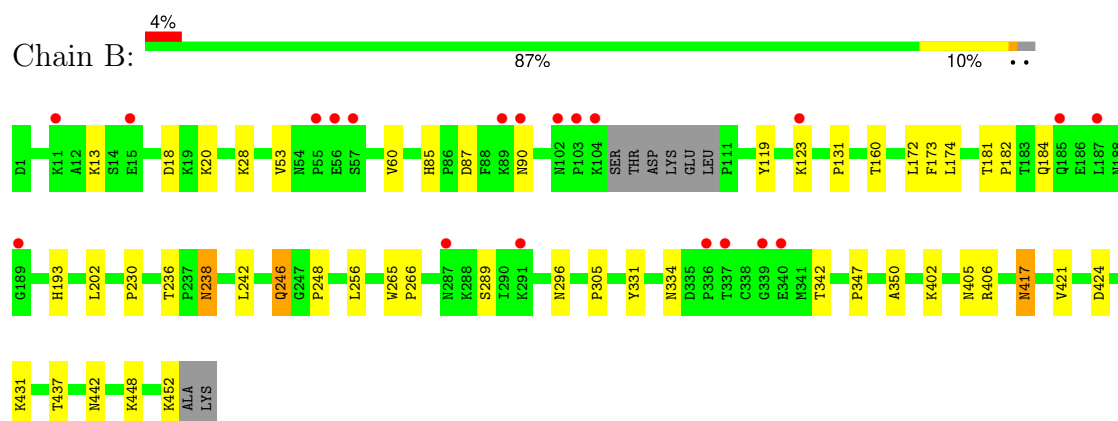 4%
Chain B:
87% 10% • •
D1 K11 A12 K13 S14 E15 D18 K19 K20 K28 V53 N54 P55 E56 S57 V60 H85 P86 D87 F88 K89 N90 N102 P103 K104 SER THR ASP LYS GLU LEU P111 Y119 K123 P131 T160 L172 F173 L174 T181 P182 T183 Q184 Q185 E186 L187 N188
G189 H193 L202 P230 T236 P237 N238 L242 Q246 G247 P248 L256 W265 P266 N287 K288 S289 I290 K291 N296 P305 Y331 N334 D335 P336 T337 C338 G339 E340 M341 T342 P347 A350 K402 N405 R406 N417 V421 D424
K431 T437 N442 K448 K452 ALA LYS